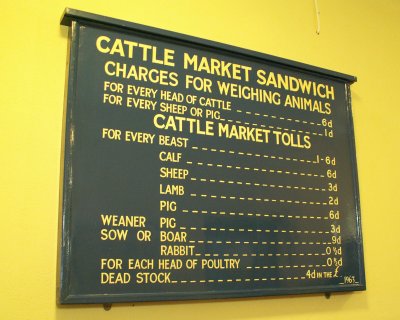 CATTLE MARKET SANDWICH
CHARGES FOR WEIGHING ANIMALS
FOR EVERY HEAD OF CATTLE 6d
FOR EVERY SHEEP OR PIG 1d
CATTLE MARKET TOLLS
FOR EVERY BEAST 1-6d
CALF 6d
SHEEP 3d
LAMB 2d
PIG 6d
WEANER PIG 3d
SOW OR BOAR 9d
RABBIT 0½d
FOR EACH HEAD OF POULTRY 0½d
DEAD STOCK 4d IN THE £